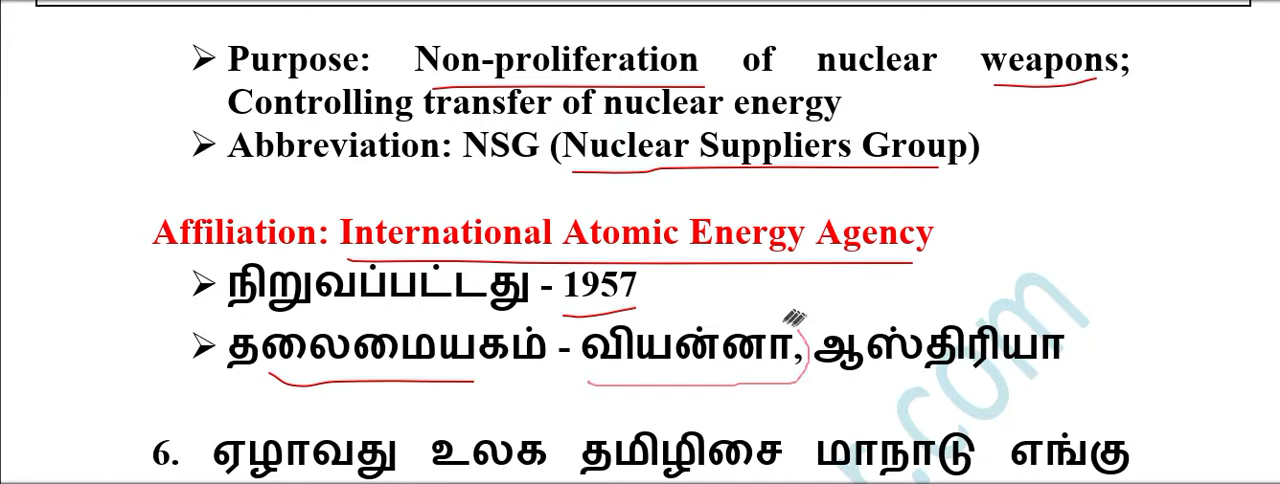 ➢ Purpose: Non-proliferation of nuclear weapons;
Controlling transfer of nuclear energy
➢ Abbreviation: NSG (Nuclear Suppliers Group)
Affiliation: International Atomic Energy Agency
➢ நிறுவப்பட்டது - 1957
➢ தலைமையகம் - வியன்னா, ஆஸ்திரியா
6. ஏழாவது உலக தமிழிசை மாநாடு எங்கு
r.com